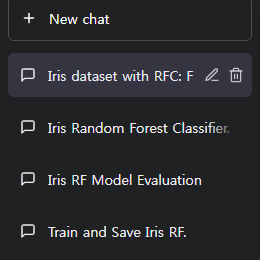 New chat
Iris dataset with RFC: F
Iris Random Forest Classifier.
Iris RF Model Evaluation
Train and Save Iris RF.